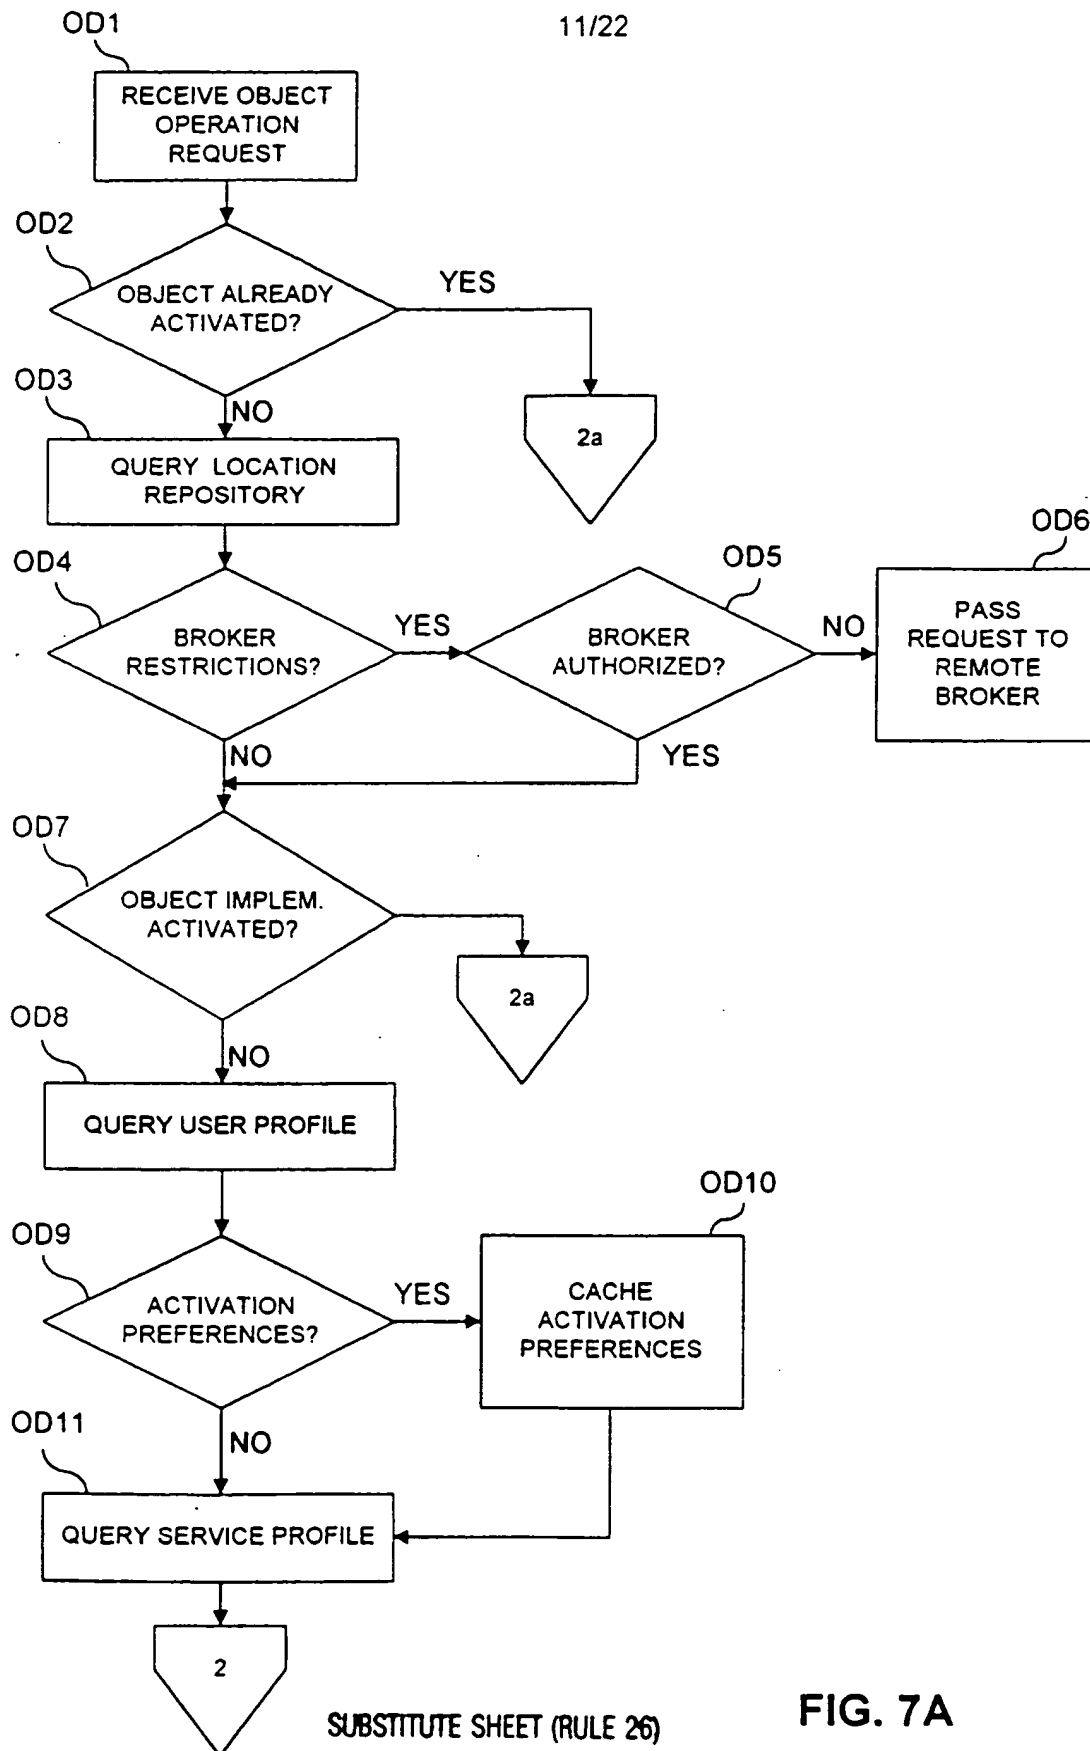 11/22
OD1
RECEIVE OBJECT
OPERATION
REQUEST
OD2
OBJECT ALREADY
ACTIVATED?
YES
2a
NO
OD3
QUERY LOCATION
REPOSITORY
OD4
BROKER
RESTRICTIONS?
YES
OD5
BROKER
AUTHORIZED?
NO
OD6
PASS
REQUEST TO
REMOTE
BROKER
NO
YES
OD7
OBJECT IMPLEM.
ACTIVATED?
2a
NO
OD8
QUERY USER PROFILE
OD9
ACTIVATION
PREFERENCES?
YES
OD10
CACHE
ACTIVATION
PREFERENCES
NO
OD11
QUERY SERVICE PROFILE
2
SUBSTITUTE SHEET (RULE 26)
FIG. 7A